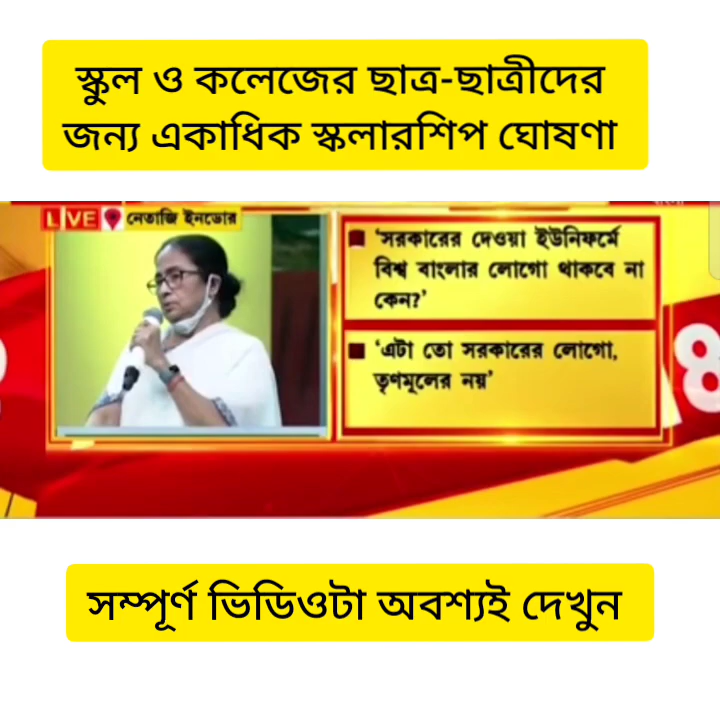 স্কুল ও কলেজের ছাত্র-ছাত্রীদের
জন্য একাধিক স্কলারশিপ ঘোষণা
LIVE নেতাজি ইনডোর
'সরকারের দেওয়া ইউনিফর্মে
বিশ্ব বাংলার লোগো থাকবে না
কেন?'
'এটা তো সরকারের লোগো,
তৃণমূলের নয়'
সম্পূর্ণ ভিডিওটা অবশ্যই দেখুন